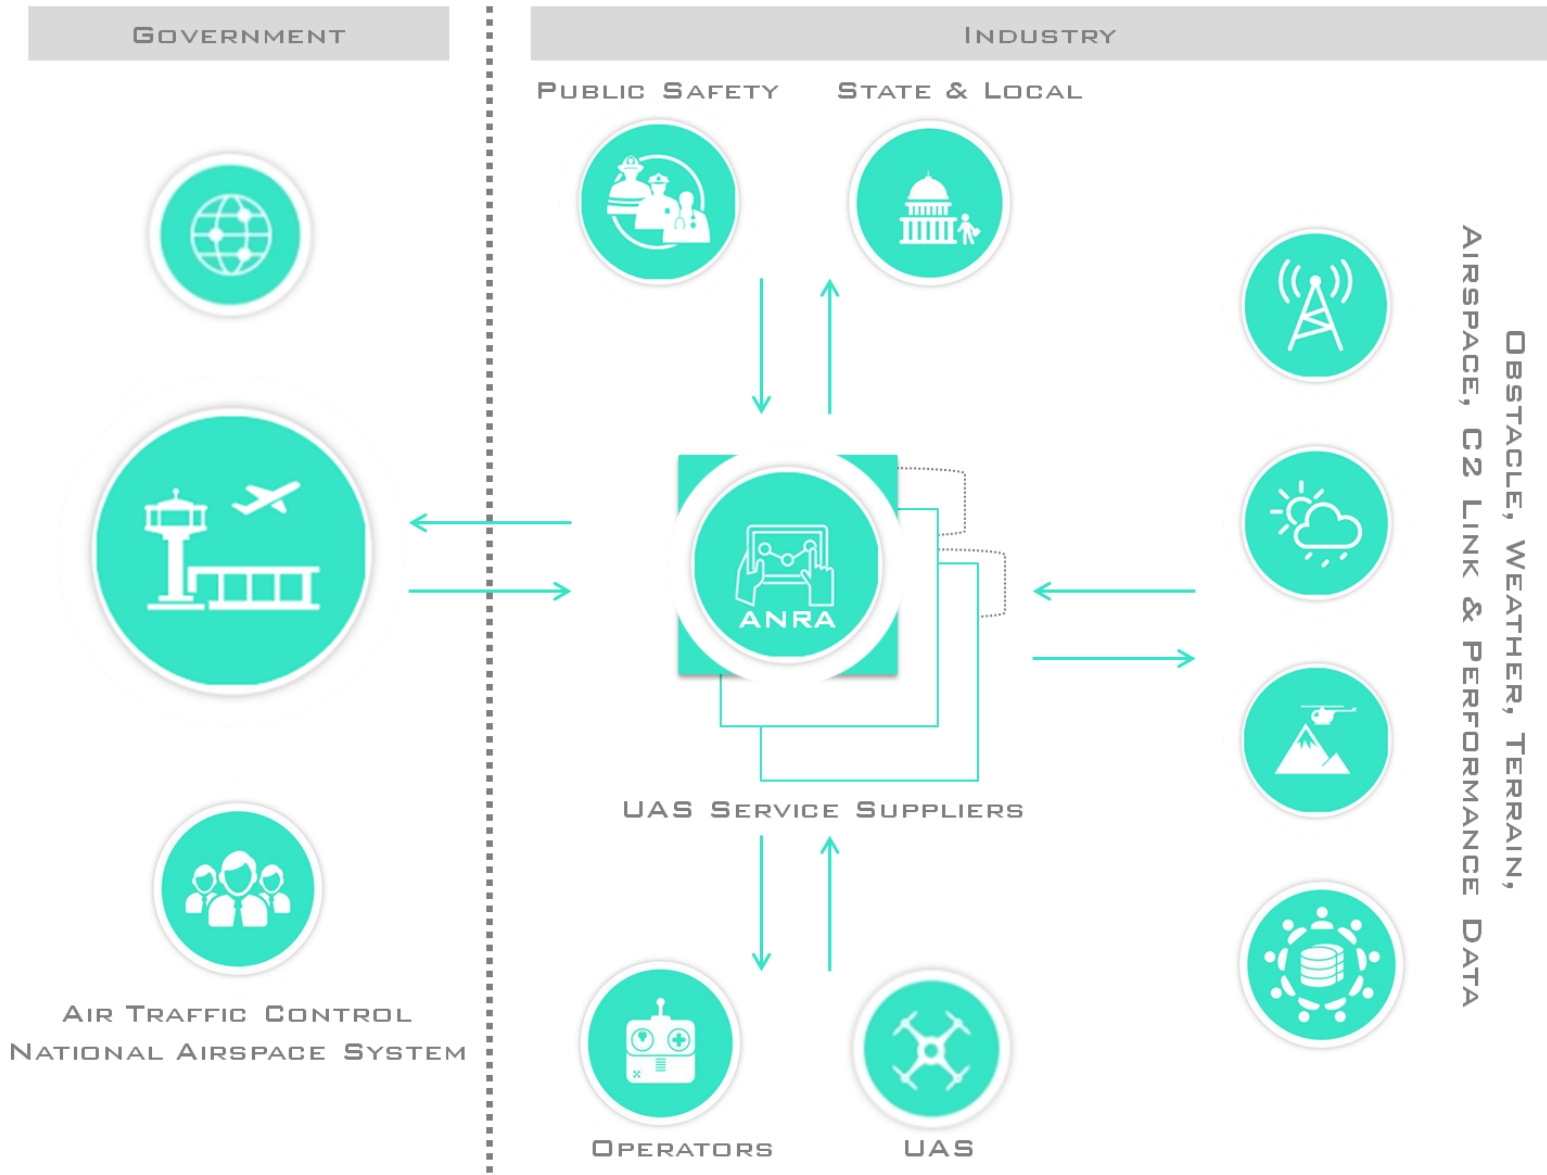 GOVERNMENT
INDUSTRY
PUBLIC SAFETY
STATE & LOCAL
OBSTACLE, WEATHER, TERRAIN,
AIRSPACE, C2 LINK & PERFORMANCE DATA
ANRA
UAS SERVICE SUPPLIERS
AIR TRAFFIC CONTROL
NATIONAL AIRSPACE SYSTEM
OPERATORS
UAS